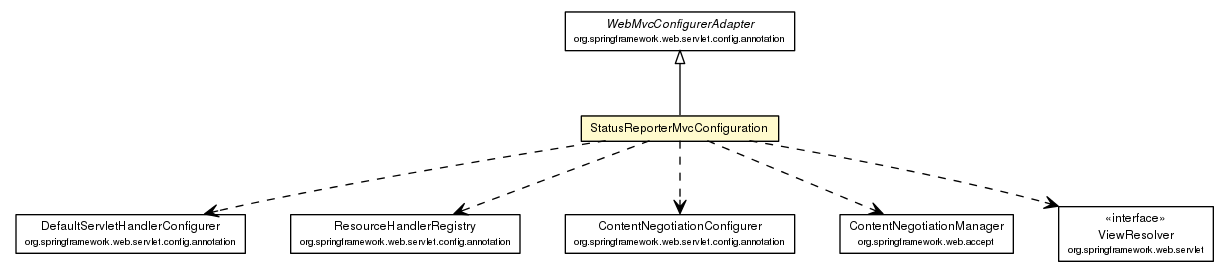 WebMvcConfigurerAdapter
org.springframework.web.servlet.config.annotation
StatusReporterMvcConfiguration
DefaultServletHandlerConfigurer
org.springframework.web.servlet.config.annotation
ResourceHandlerRegistry
org.springframework.web.servlet.config.annotation
ContentNegotiationConfigurer
org.springframework.web.servlet.config.annotation
ContentNegotiationManager
org.springframework.web.accept
«interface»
ViewResolver
org.springframework.web.servlet